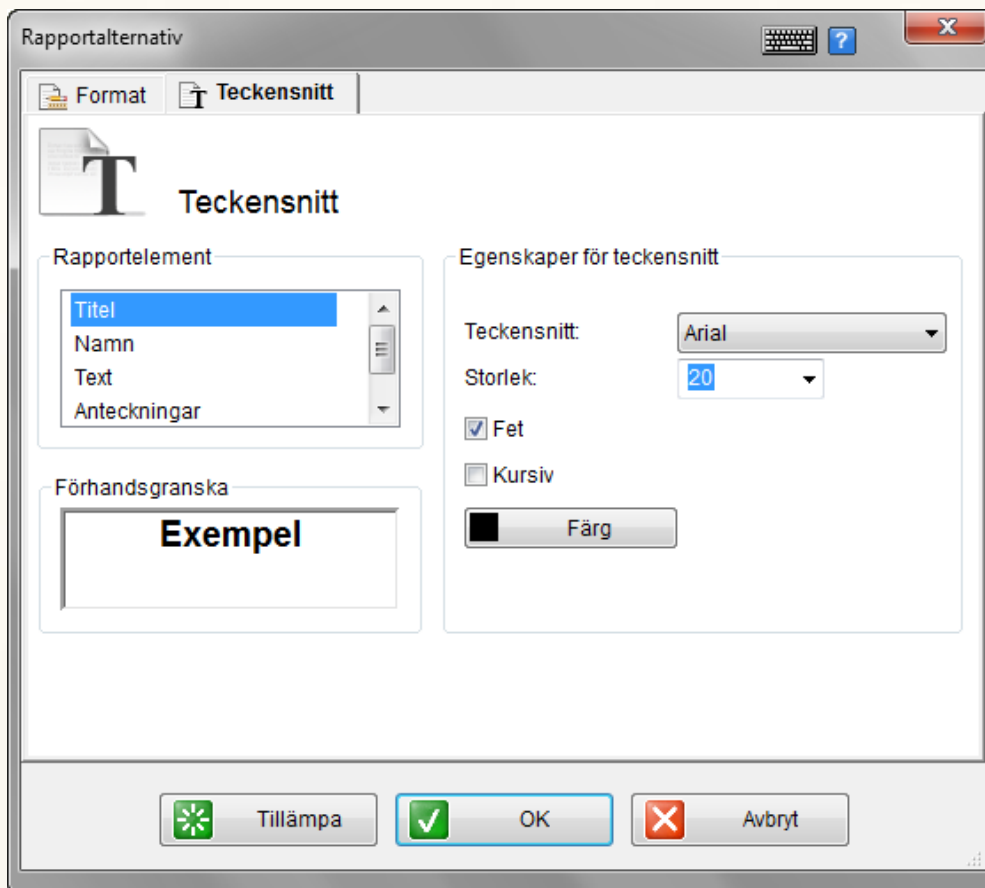 Rapportalternativ
Format
Teckensnitt
Teckensnitt
Rapportelement
Titel
Namn
Text
Anteckningar
Förhandsgranska
Exempel
Egenskaper för teckensnitt
Teckensnitt: Arial
Storlek: 20
Fet
Kursiv
Färg
Tillämpa
OK
Avbryt